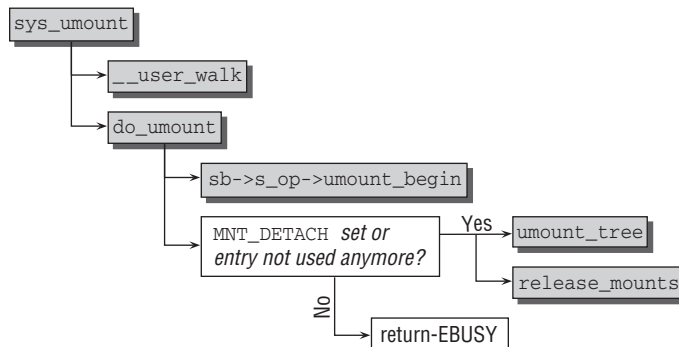 sys_umount
__user_walk
do_umount
sb->s_op->umount_begin
MNT_DETACH set or
entry not used anymore?
Yes
umount_tree
release_mounts
No
return-EBUSY